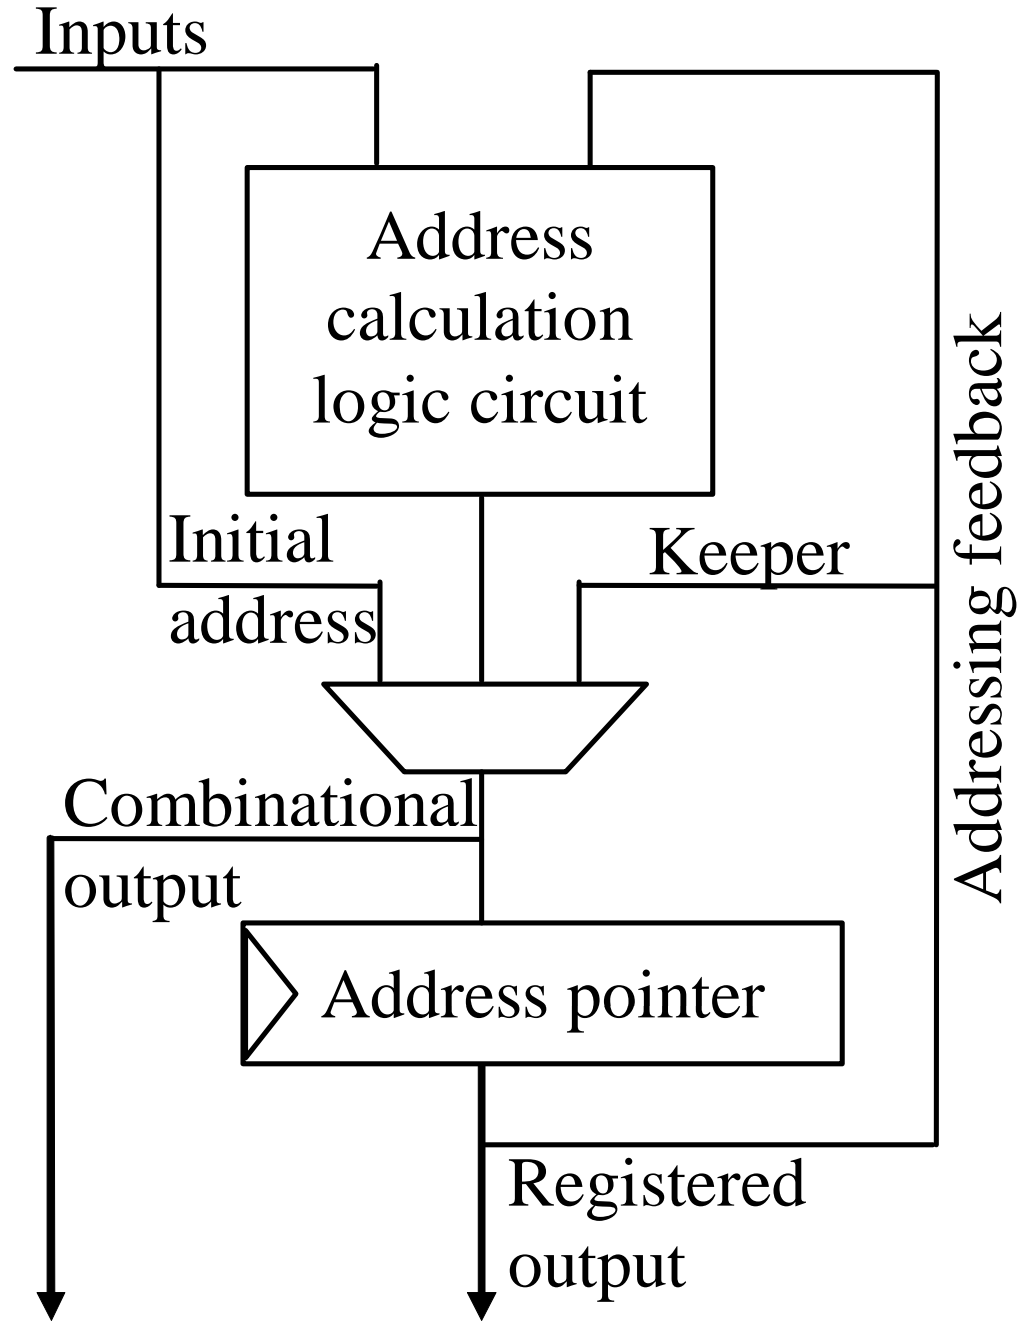 Inputs
Address
calculation
logic circuit
Initial
address
Keeper
Addressing feedback
Combinational
output
Address pointer
Registered
output